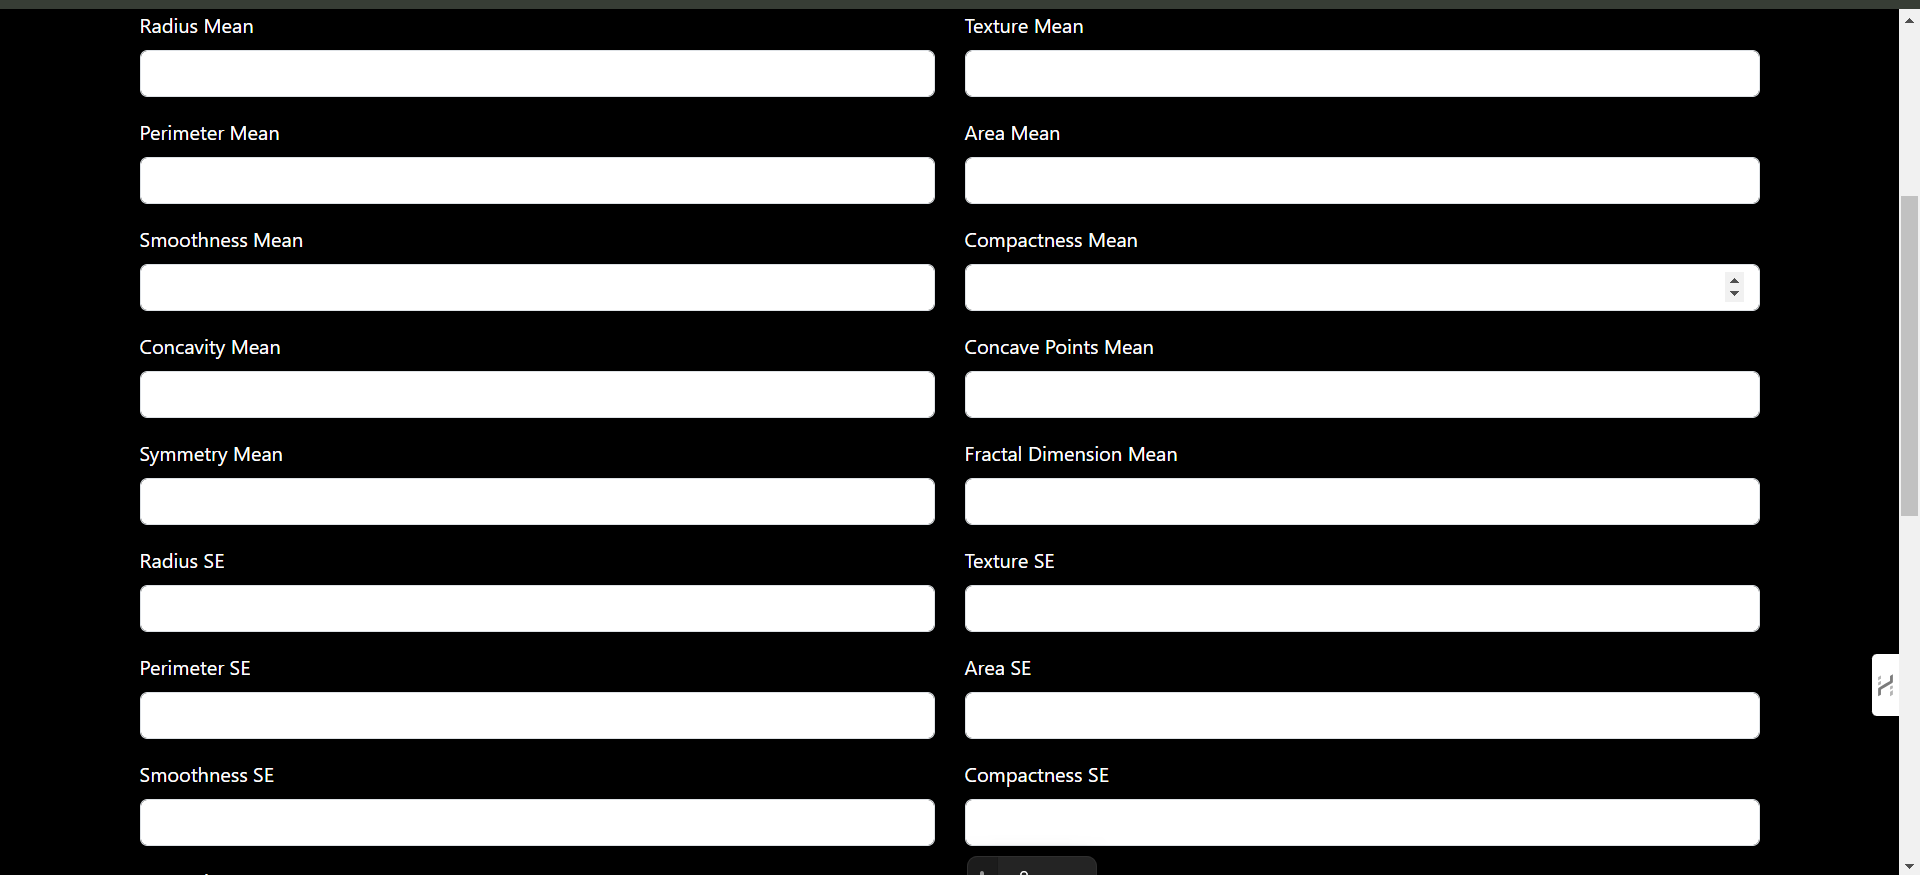 Radius Mean
Texture Mean
Perimeter Mean
Area Mean
Smoothness Mean
Compactness Mean
Concavity Mean
Concave Points Mean
Symmetry Mean
Fractal Dimension Mean
Radius SE
Texture SE
Perimeter SE
Area SE
Smoothness SE
Compactness SE